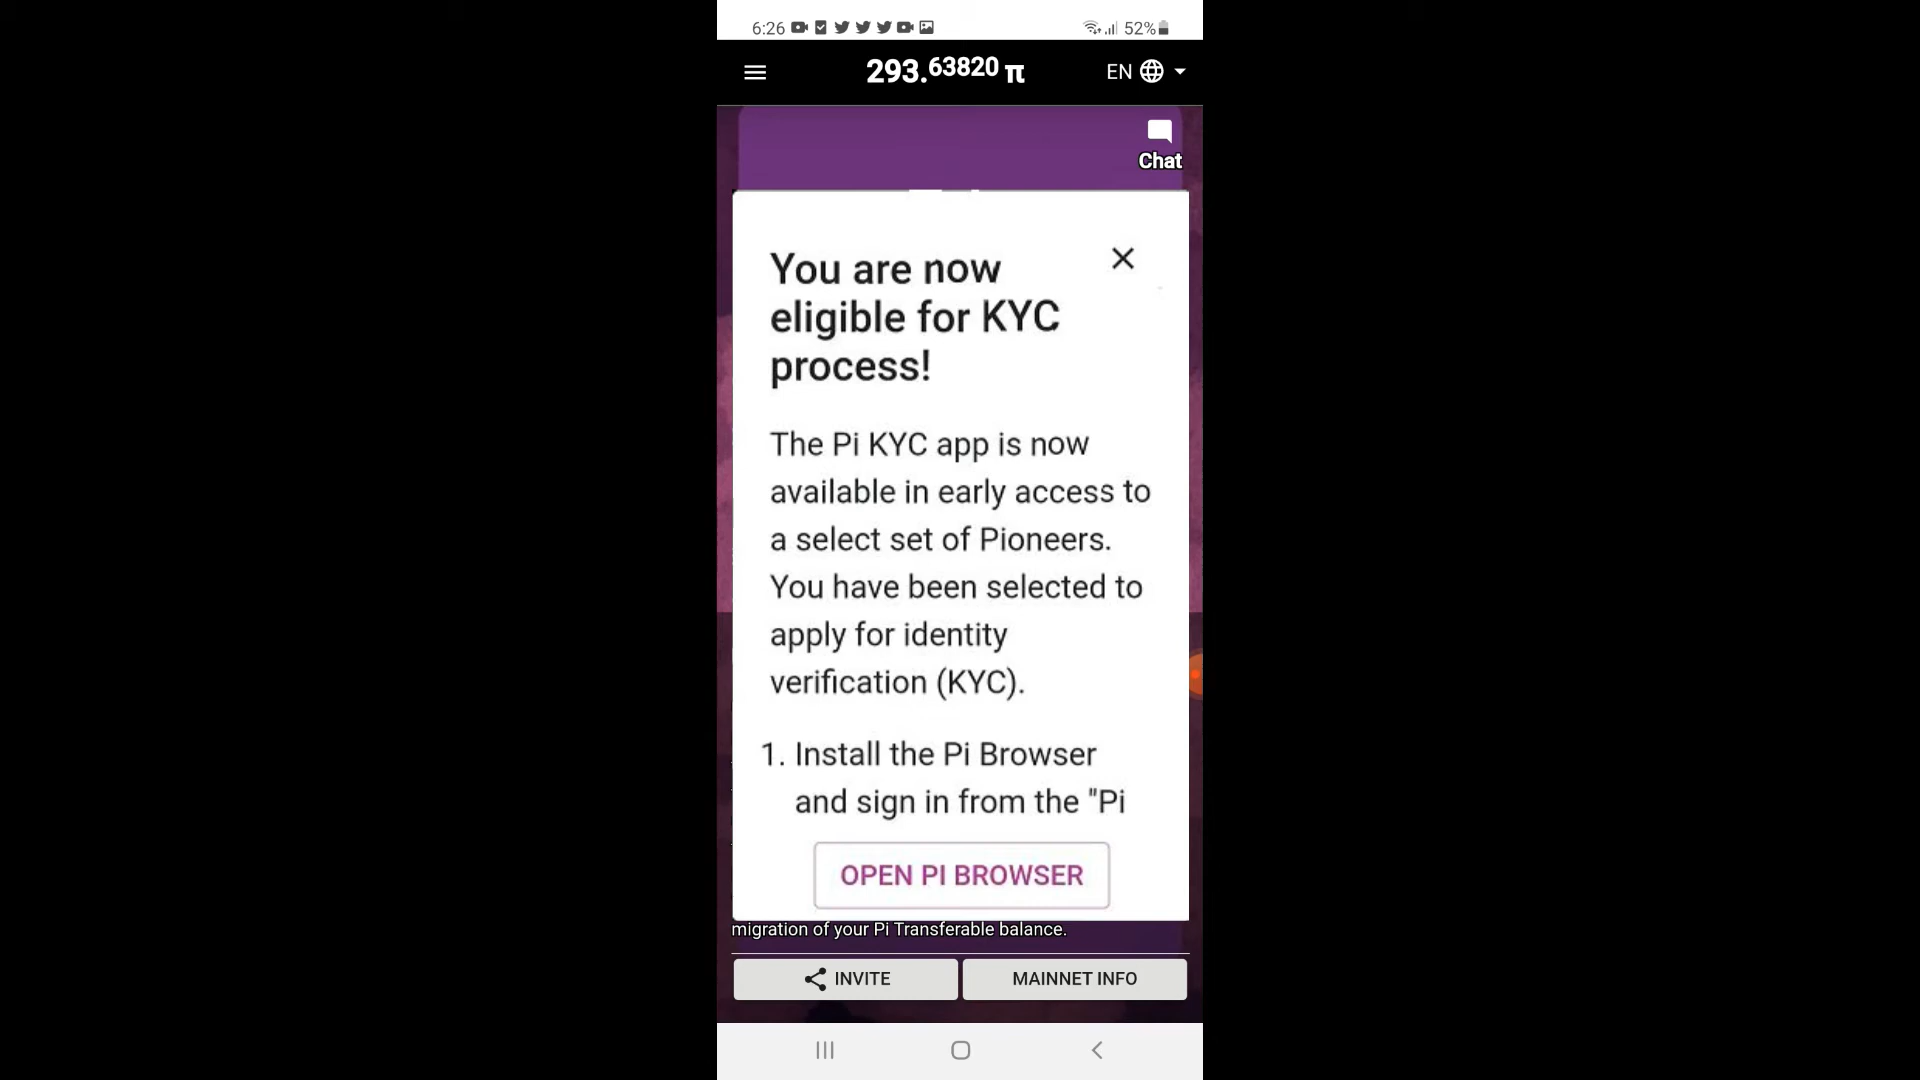 6:26 52%
293.63820 π EN
Chat
You are now
eligible for KYC
process!
The Pi KYC app is now
available in early access to
a select set of Pioneers.
You have been selected to
apply for identity
verification (KYC).
1. Install the Pi Browser
and sign in from the "Pi
OPEN PI BROWSER
migration of your Pi Transferable balance.
INVITE MAINNET INFO